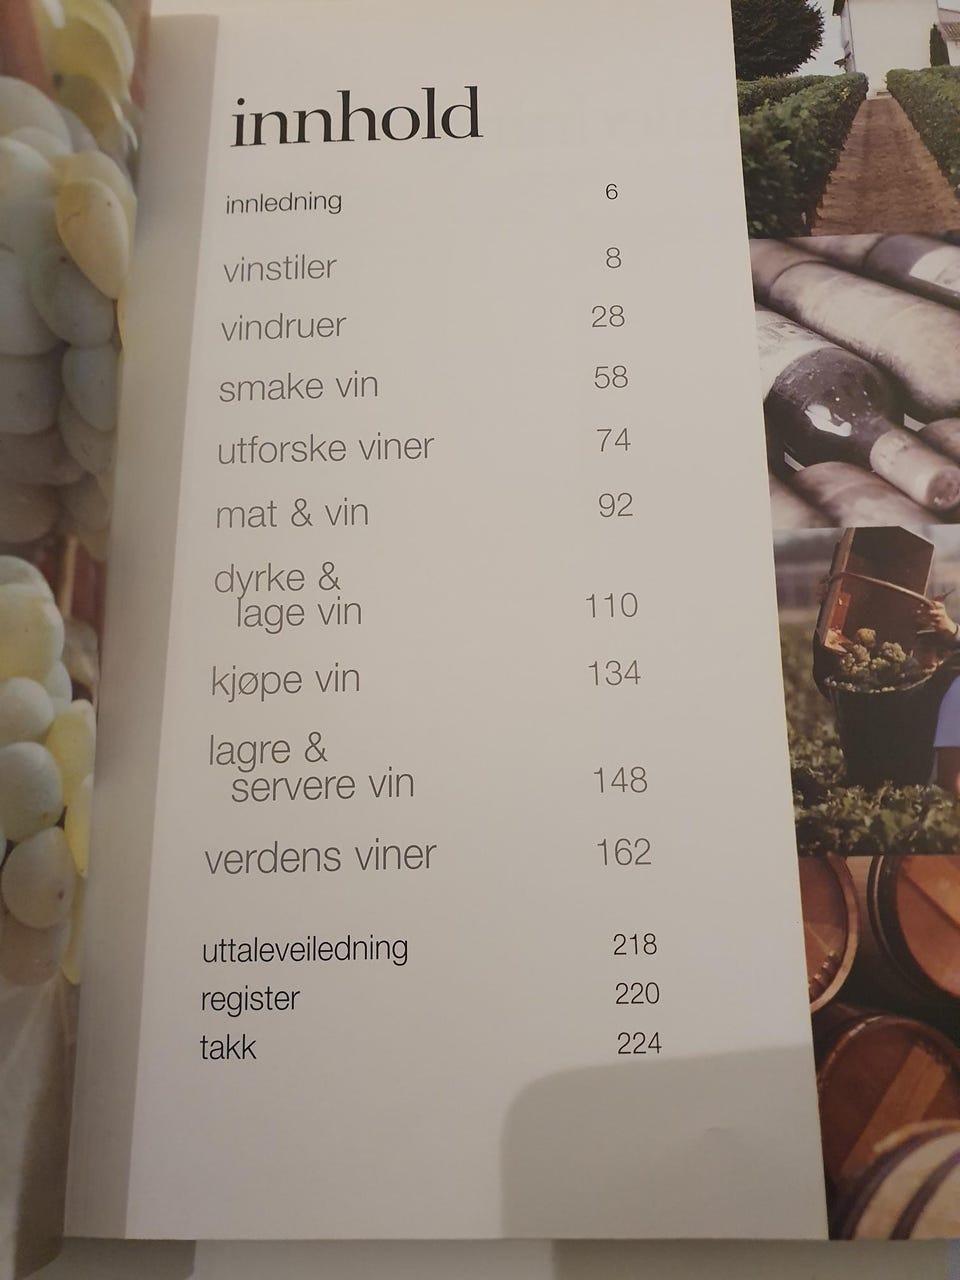 innhold
innledning 6
vinstiler 8
vindruer 28
smake vin 58
utforske viner 74
mat & vin 92
dyrke &
lage vin 110
kjøpe vin 134
lagre &
servere vin 148
verdens viner 162
uttaleveiledning 218
register 220
takk 224